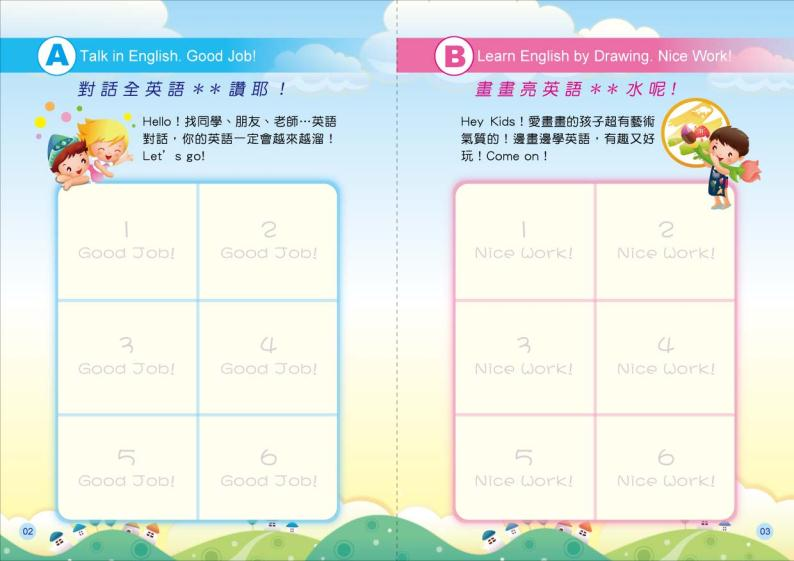 A Talk in English. Good Job!
對話全英語**讚耶！
Hello！找同學、朋友、老師…英語
對話，你的英語一定會越來越溜！
Let's go!
1
Good Job!
2
Good Job!
3
Good Job!
4
Good Job!
5
Good Job!
6
Good Job!
02
B Learn English by Drawing. Nice Work!
畫畫亮英語**水呢！
Hey Kids！愛畫畫的孩子超有藝術
氣質的！邊畫邊學英語，有趣又好
玩！Come on！
1
Nice Work!
2
Nice Work!
3
Nice Work!
4
Nice Work!
5
Nice Work!
6
Nice Work!
03